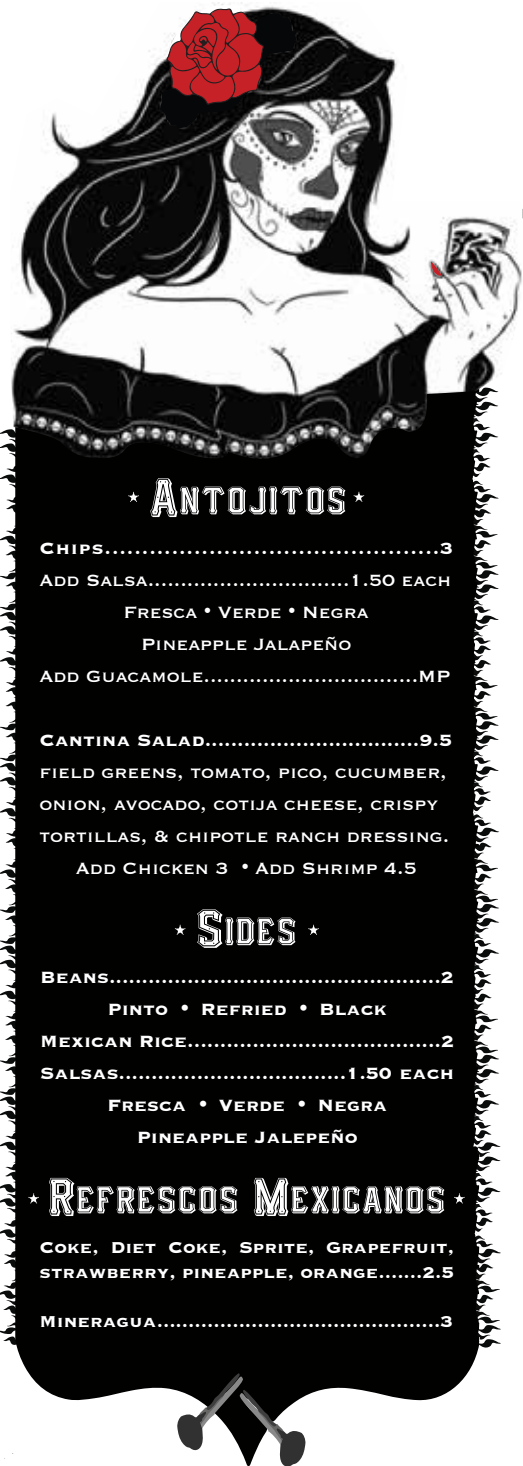 Antojitos
Chips..........................................3
Add Salsa...............................1.50 each
Fresca • Verde • Negra
Pineapple Jalapeño
Add Guacamole.................................MP
Cantina Salad.................................9.5
field greens, tomato, pico, cucumber,
onion, avocado, cotija cheese, crispy
tortillas, & chipotle ranch dressing.
Add Chicken 3 • Add Shrimp 4.5
Sides
Beans...................................................2
Pinto • Refried • Black
Mexican Rice.......................................2
Salsas...................................1.50 each
Fresca • Verde • Negra
Pineapple Jalepeño
Refrescos Mexicanos
Coke, Diet Coke, Sprite, Grapefruit,
strawberry, pineapple, orange.......2.5
Mineragua............................................3